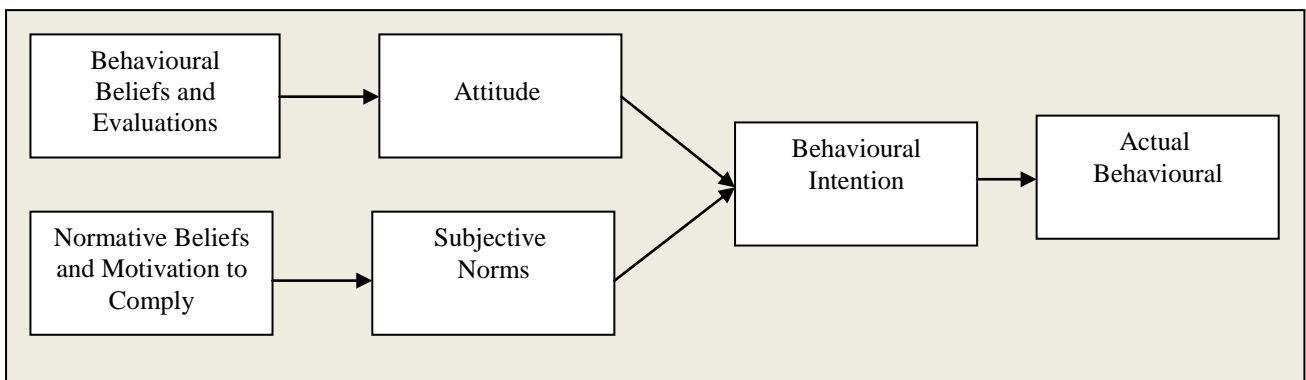 Behavioural
Beliefs and
Evaluations
Attitude
Normative Beliefs
and Motivation to
Comply
Subjective
Norms
Behavioural
Intention
Actual
Behavioural